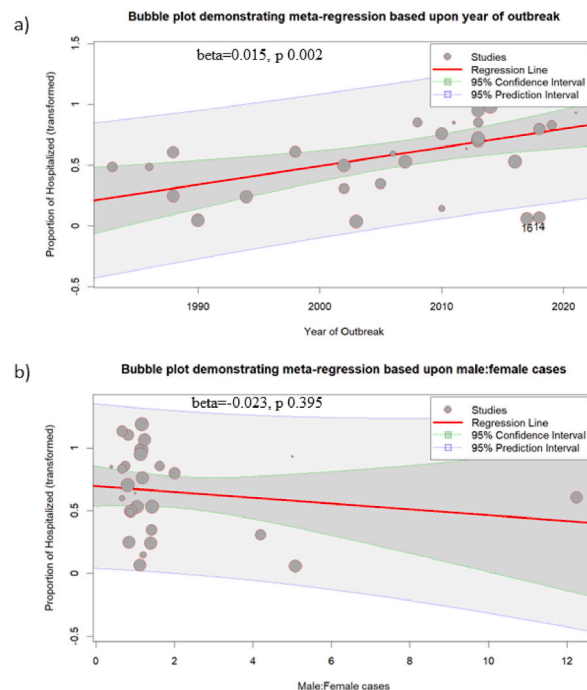 a)
Bubble plot demonstrating meta-regression based upon year of outbreak
beta=0.015, p 0.002
Studies
Regression Line
95% Confidence Interval
95% Prediction Interval
Proportion of Hospitalized (transformed)
1.5
1
0.5
0
-0.5
16 14
1990
2000
2010
2020
Year of Outbreak
b)
Bubble plot demonstrating meta-regression based upon male:female cases
beta=-0.023, p 0.395
Studies
Regression Line
95% Confidence Interval
95% Prediction Interval
Proportion of Hospitalized (transformed)
1
0.5
0
-0.5
0
2
4
6
8
10
12
Male:Female cases